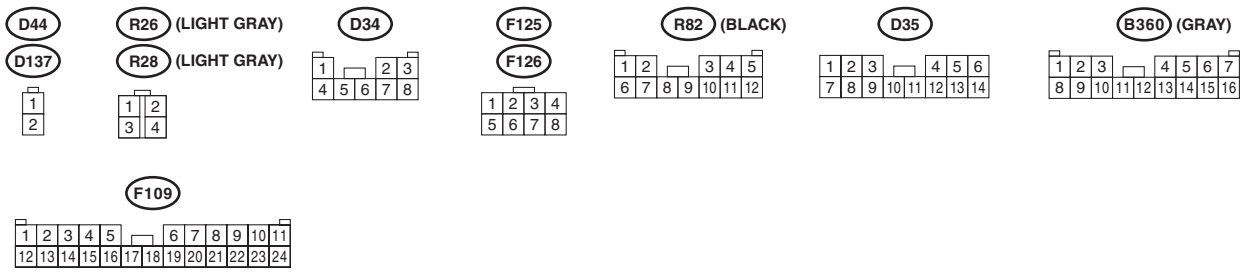 D44 R26 (LIGHT GRAY) D34 F125 R82 (BLACK) D35 B360 (GRAY)
D137 R28 (LIGHT GRAY) F126
1 2 3 1 2 3 4 5 1 2 3 4 5 6 1 2 3 4 5 6 7
4 5 6 7 8 6 7 8 9 10 11 12 7 8 9 10 11 12 13 14 8 9 10 11 12 13 14 15 16
1 1 2 1 2 3 4
2 3 4 5 6 7 8
F109
1 2 3 4 5 6 7 8 9 10 11
12 13 14 15 16 17 18 19 20 21 22 23 24